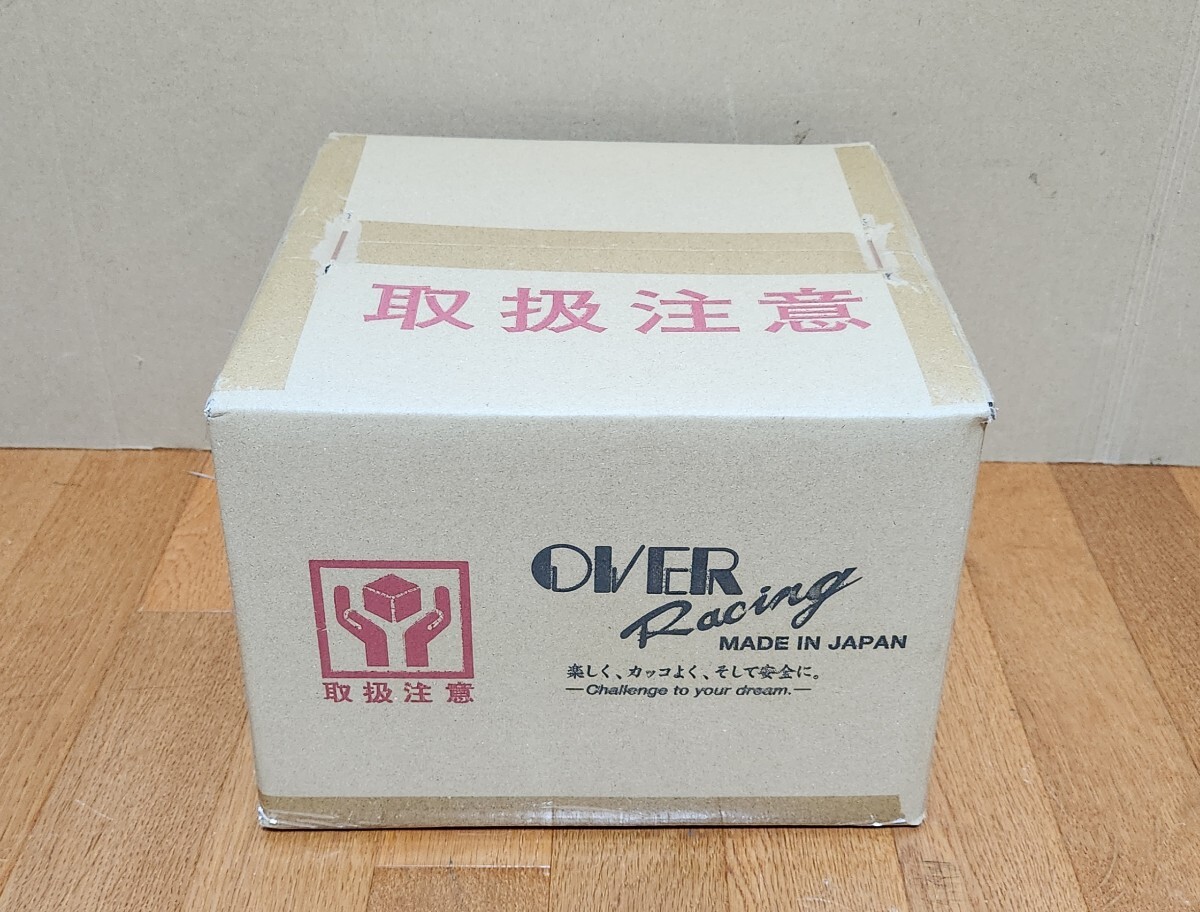 取扱注意
取扱注意
OVER
Racing
MADE IN JAPAN
楽しく、カッコよく、そして安全に。
—Challenge to your dream.—